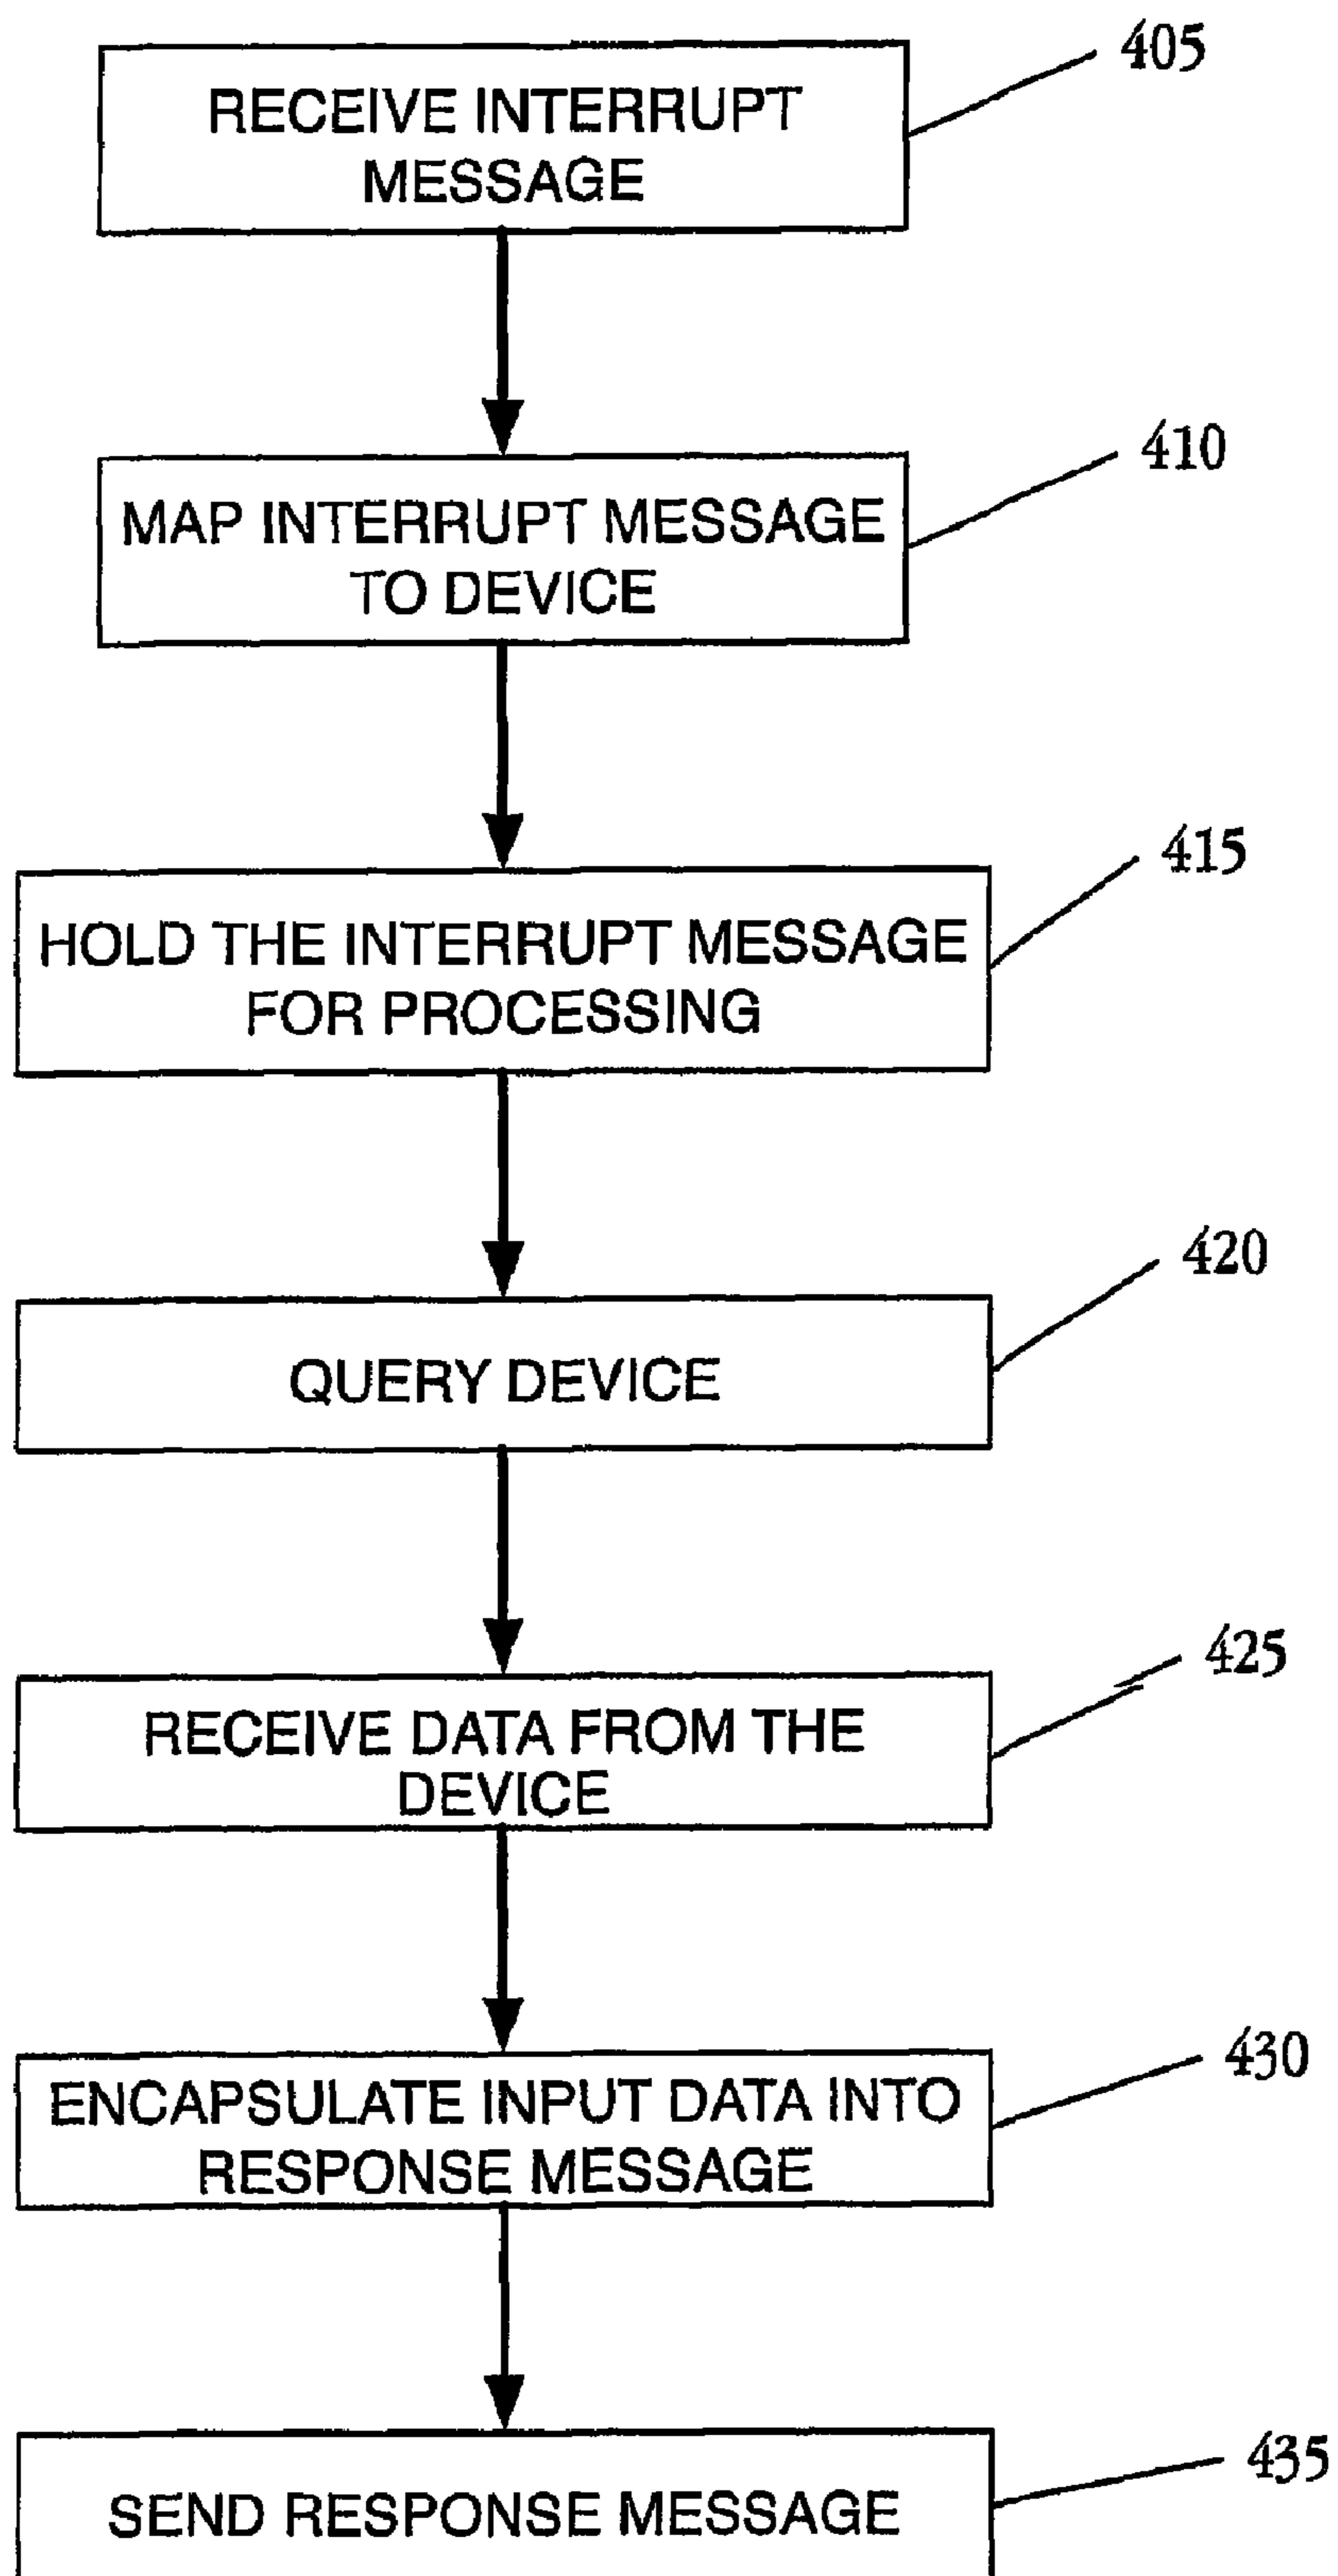 405
RECEIVE INTERRUPT
MESSAGE
410
MAP INTERRUPT MESSAGE
TO DEVICE
415
HOLD THE INTERRUPT MESSAGE
FOR PROCESSING
420
QUERY DEVICE
425
RECEIVE DATA FROM THE
DEVICE
430
ENCAPSULATE INPUT DATA INTO
RESPONSE MESSAGE
435
SEND RESPONSE MESSAGE